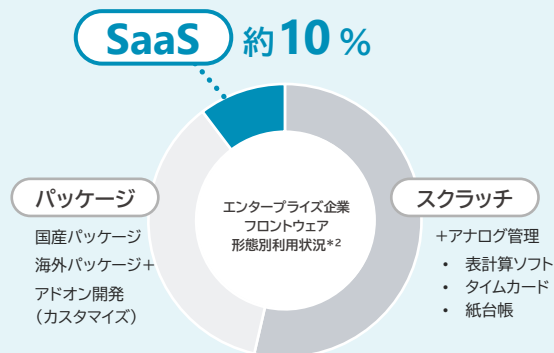 SaaS 約10 %
エンタープライズ企業
フロントウェア
形態別利用状況*2
パッケージ
国産パッケージ
海外パッケージ+
アドオン開発
(カスタマイズ)
スクラッチ
+アナログ管理
• 表計算ソフト
• タイムカード
• 紙台帳